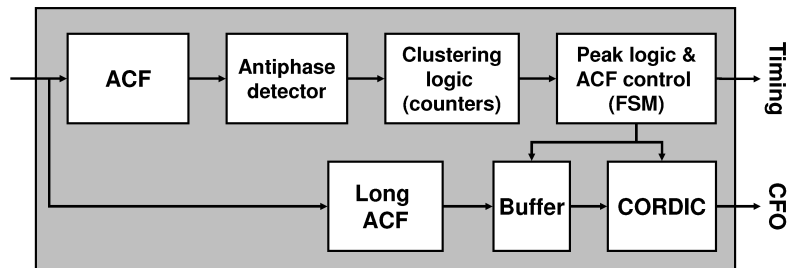 ACF
Antiphase
detector
Clustering
logic
(counters)
Peak logic &
ACF control
(FSM)
Timing
Long
ACF
Buffer
CORDIC
CFO